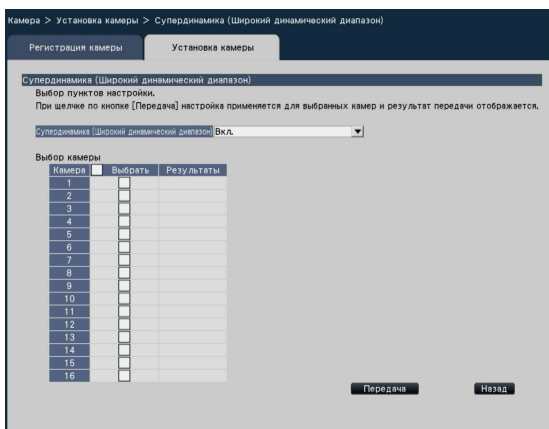 Камера > Установка камеры > Супердинамика (Широкий динамический диапазон)
Регистрация камеры Установка камеры
Супердинамика (Широкий динамический диапазон)
Выбор пунктов настройки.
При щелчке по кнопке [Передача] настройка применяется для выбранных камер и результат передачи отображается.
Супердинамика (Широкий динамический диапазон) Вкл.
Выбор камеры
Камера Выбрать Результаты
1
2
3
4
5
6
7
8
9
10
11
12
13
14
15
16
Передача Назад